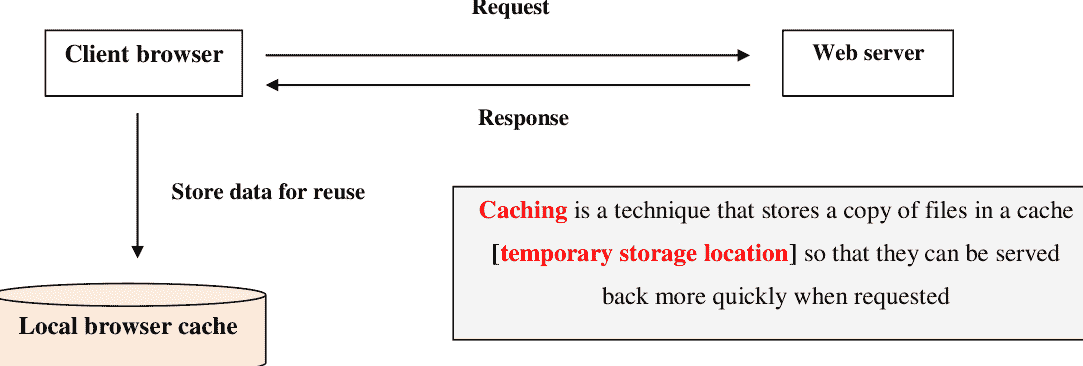 Request
Client browser
Web server
Response
Store data for reuse
Caching is a technique that stores a copy of files in a cache
[temporary storage location] so that they can be served
back more quickly when requested
Local browser cache